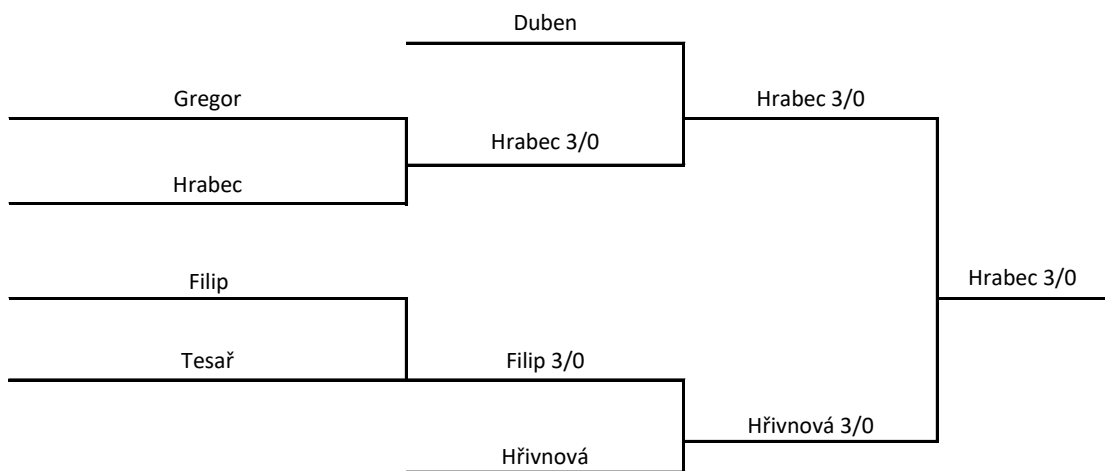 Duben
Gregor
Hrabec 3/0
Hrabec 3/0
Hrabec
Filip
Hrabec 3/0
Tesař
Filip 3/0
Hřivnová 3/0
Hřivnová